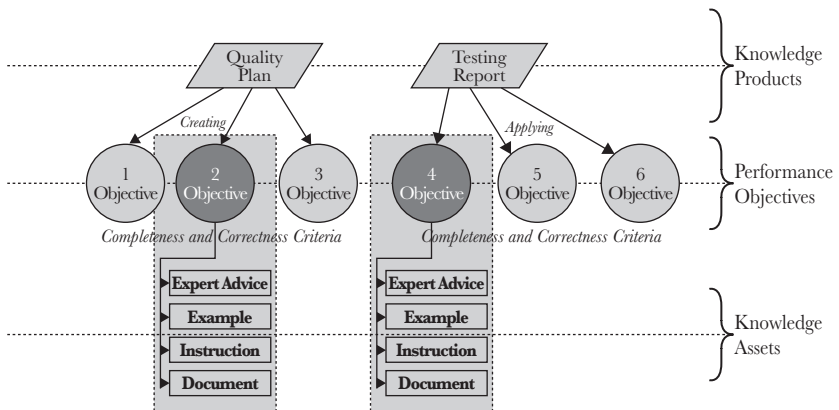 Quality
Plan
Testing
Report
Knowledge
Products
Creating
Applying
1
Objective
2
Objective
3
Objective
4
Objective
5
Objective
6
Objective
Performance
Objectives
Completeness and Correctness Criteria
Completeness and Correctness Criteria
Expert Advice
Example
Instruction
Document
Expert Advice
Example
Instruction
Document
Knowledge
Assets